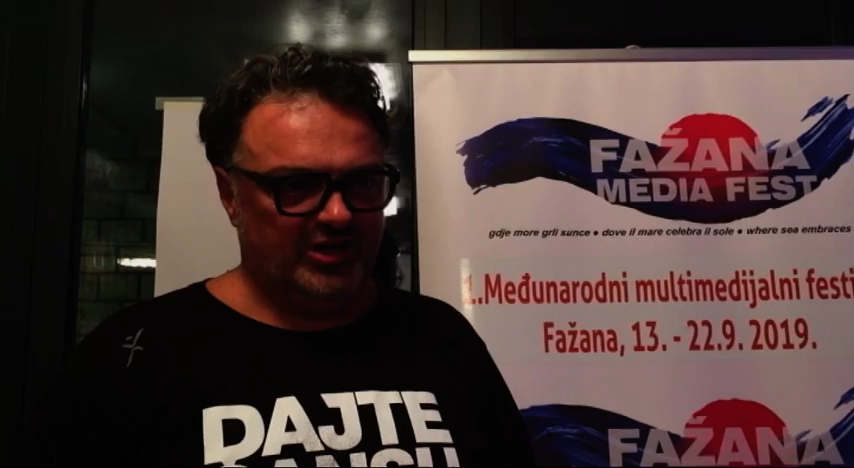 FAŽANA
MEDIA FEST
gdje more grli sunce • dove il mare celebra il sole • where sea embraces
1.Međunarodni multimedijalni festi
Fažana, 13. - 22.9. 2019.
FAŽANA
DAJTE